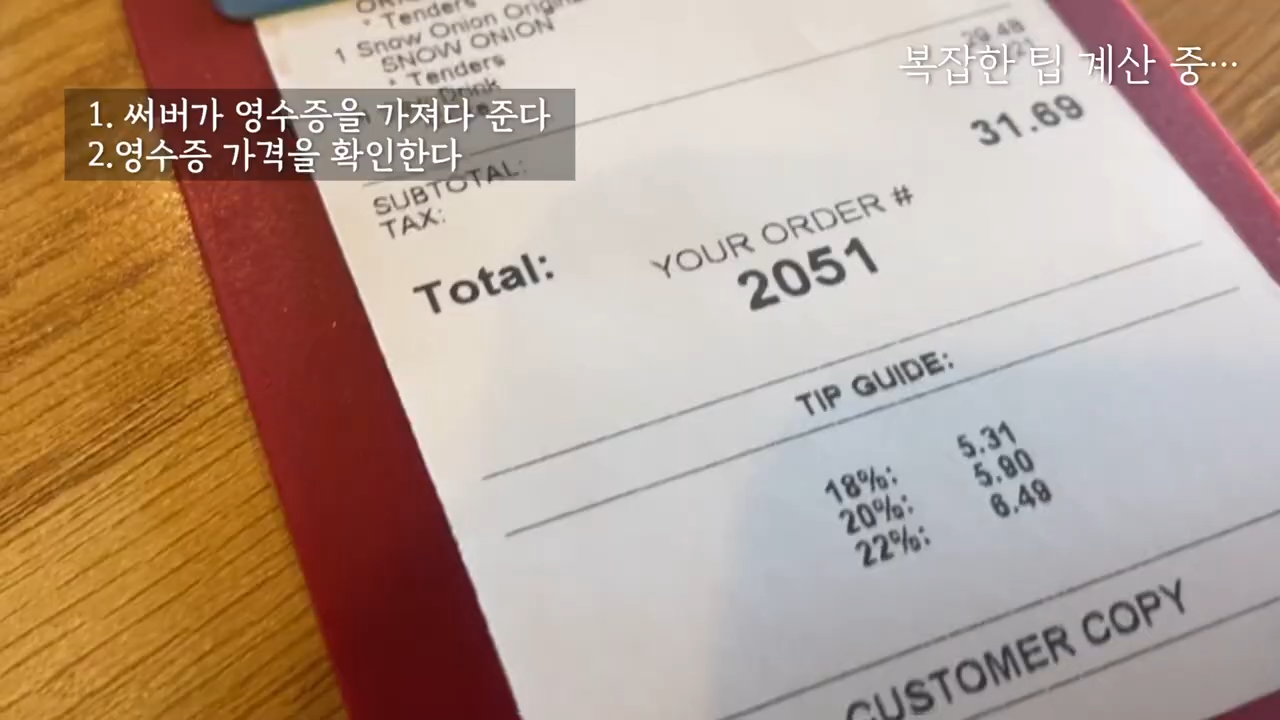 복잡한 팁 계산 중…
1. 써버가 영수증을 가져다 준다
2.영수증 가격을 확인한다
Tenders
1 Snow Onion
SNOW ONION
Tenders
Drink
SUBTOTAL: 29.48
TAX:
Total: 31.69
YOUR ORDER #
2051
TIP GUIDE:
18%: 5.31
20%: 5.90
22%: 6.49
CUSTOMER COPY